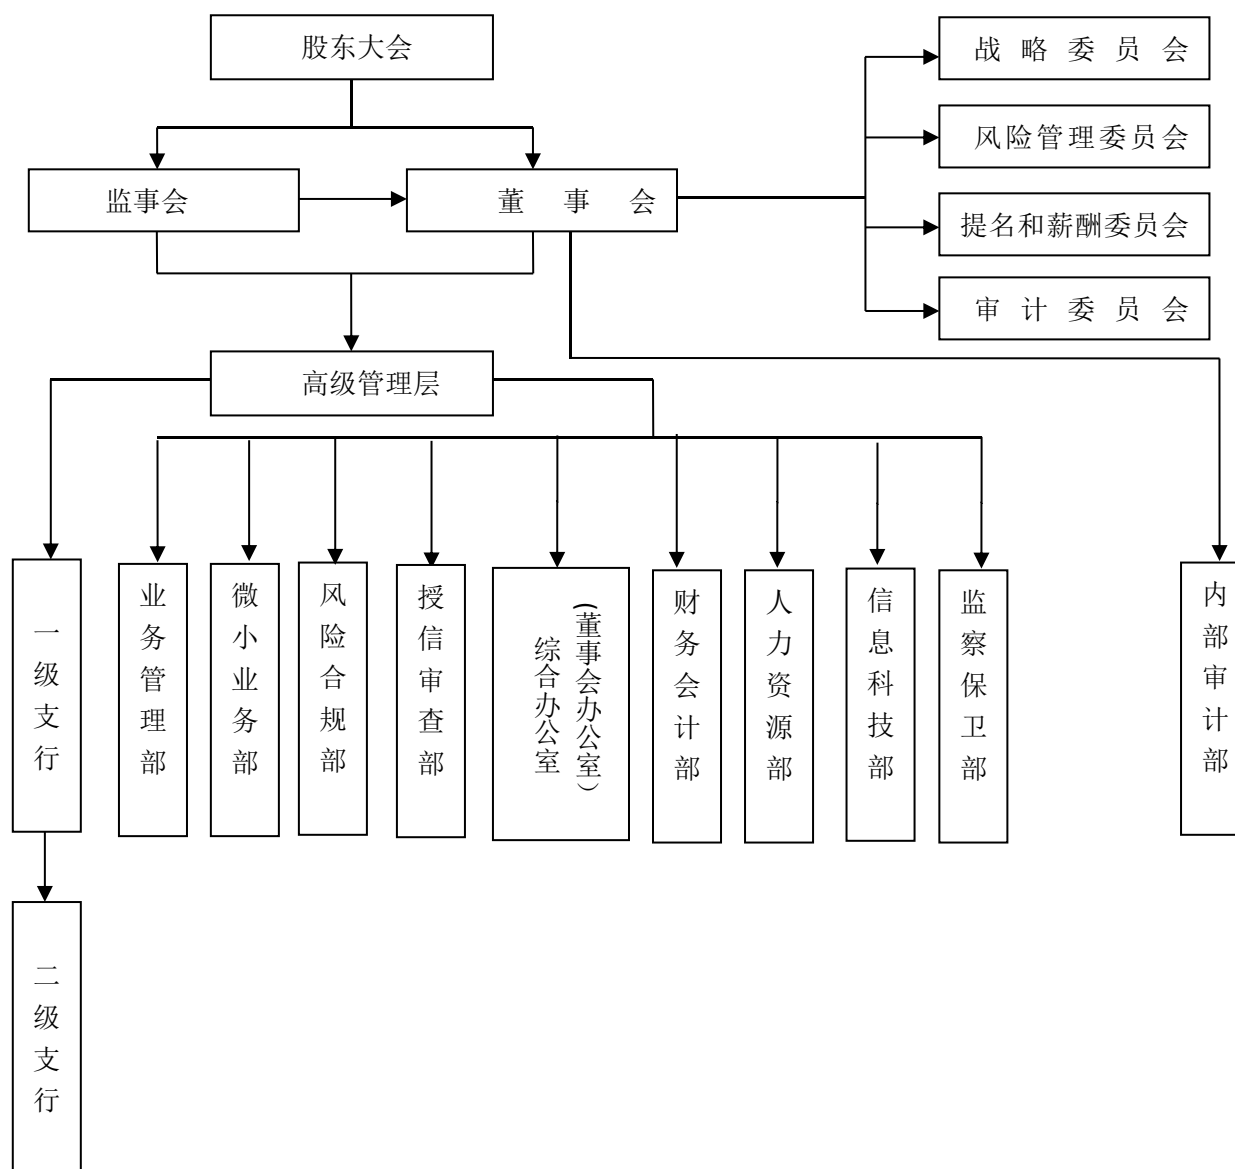 股东大会
战略委员会
风险管理委员会
监事会
董事会
提名和薪酬委员会
审计委员会
高级管理层
一级支行
业务管理部
微小业务部
风险合规部
授信审查部
综合办公室
(董事会办公室)
财务会计部
人力资源部
信息科技部
监察保卫部
内部审计部
二级支行